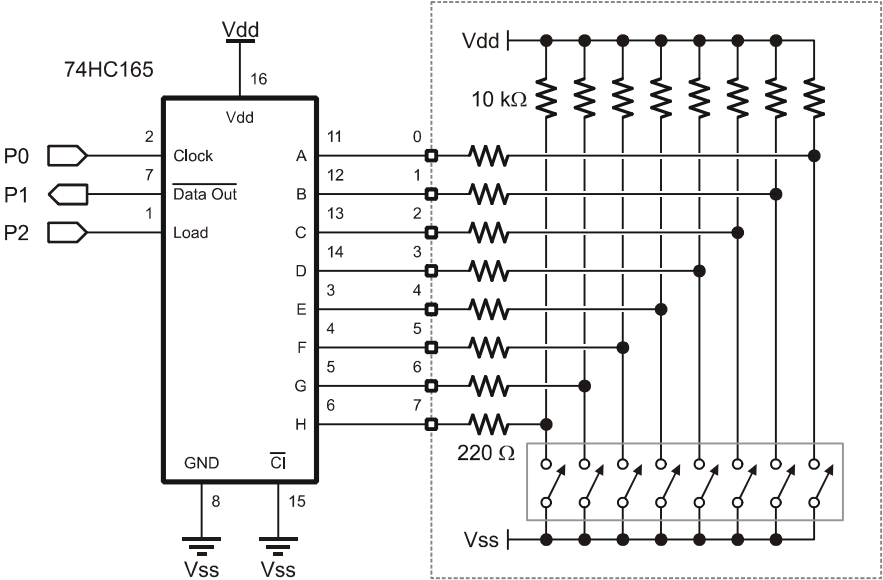 Vdd
Vdd
74HC165
16
10 kΩ
Vdd
2
11
0
P0
Clock
A
7
12
1
P1
Data Out
B
1
13
2
P2
Load
C
14
3
D
3
4
E
4
5
F
5
6
G
6
7
H
220 Ω
GND
CI
8
15
Vss
Vss
Vss